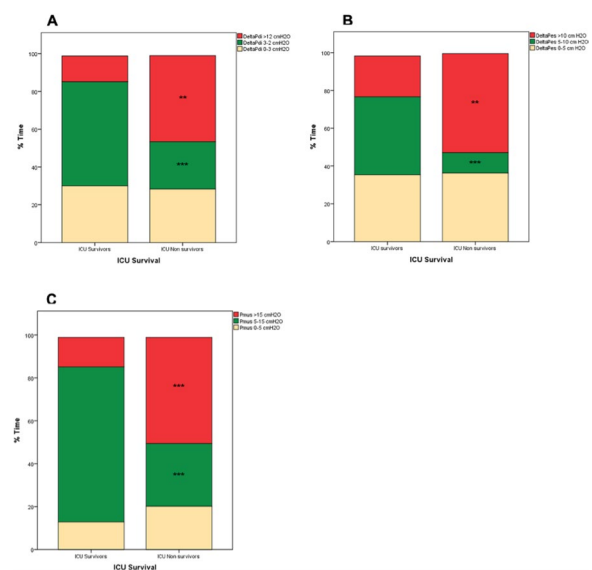 A
DeltaPdi >12 cmH2O
DeltaPdi 3-2 cmH2O
DeltaPdi 0-3 cmH2O
100
80
60
40
20
0
% Time
**
***
ICU Survivors
ICU Non survivors
ICU Survival
B
DeltaPes >10 cm H2O
DeltaPes 5-10 cm H2O
DeltaPes 0-5 cm H2O
100
80
60
40
20
0
% Time
**
***
ICU survivors
ICU Non survivors
ICU Survival
C
Pmus >15 cmH2O
Pmus 5-15 cmH2O
Pmus 0-5 cmH2O
100
80
60
40
20
0
% Time
***
***
ICU Survivors
ICU Non survivors
ICU Survival